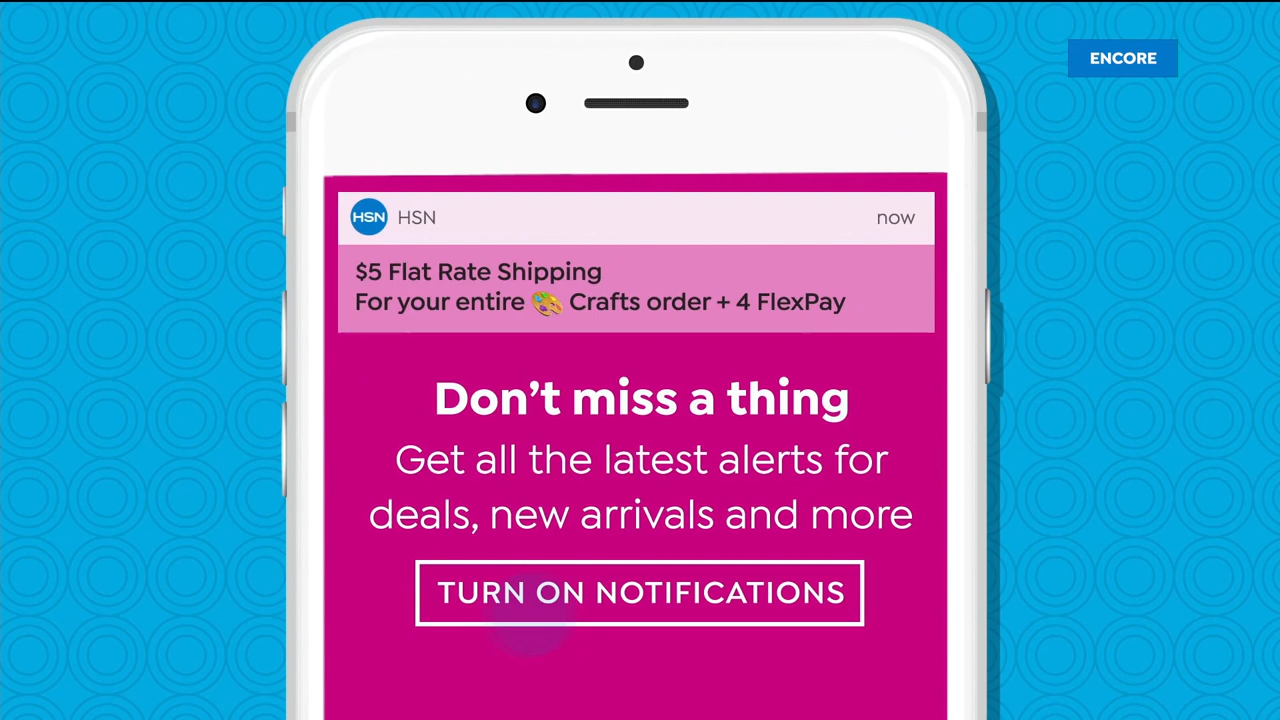 ENCORE
HSN HSN now
$5 Flat Rate Shipping
For your entire 🎨 Crafts order + 4 FlexPay
Don't miss a thing
Get all the latest alerts for
deals, new arrivals and more
TURN ON NOTIFICATIONS